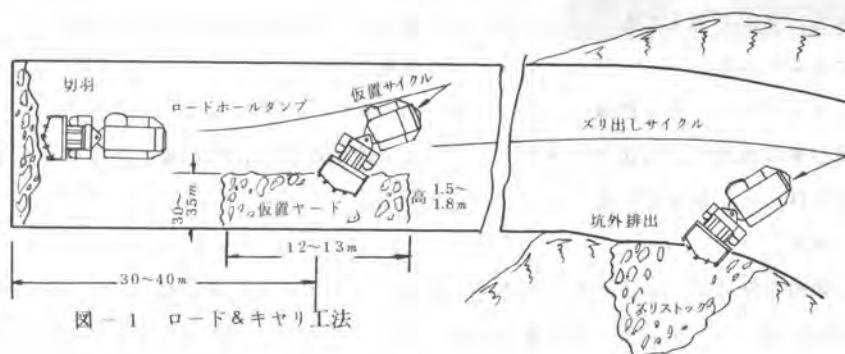 切羽
ロードホールダンプ
仮置サイクル
ズリ出しサイクル
30~35m
仮置ヤード
高1.5~1.8m
坑外排出
12~13m
30~40m
ズリストック
図-1 ロード&キヤリ工法